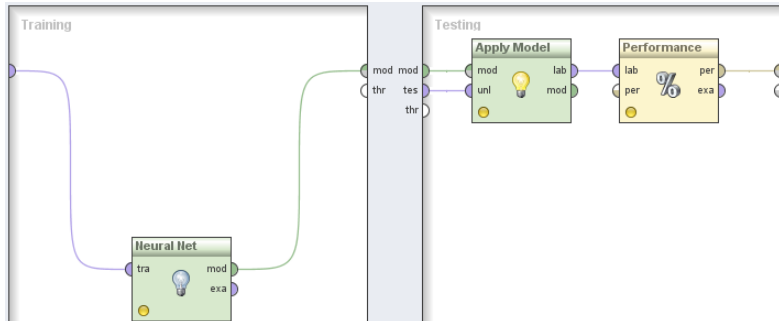 Training
mod
thr
Neural Net
tra
mod
exa
Testing
mod
tes
thr
Apply Model
mod
lab
unl
mod
Performance
lab
per
per
exa
%